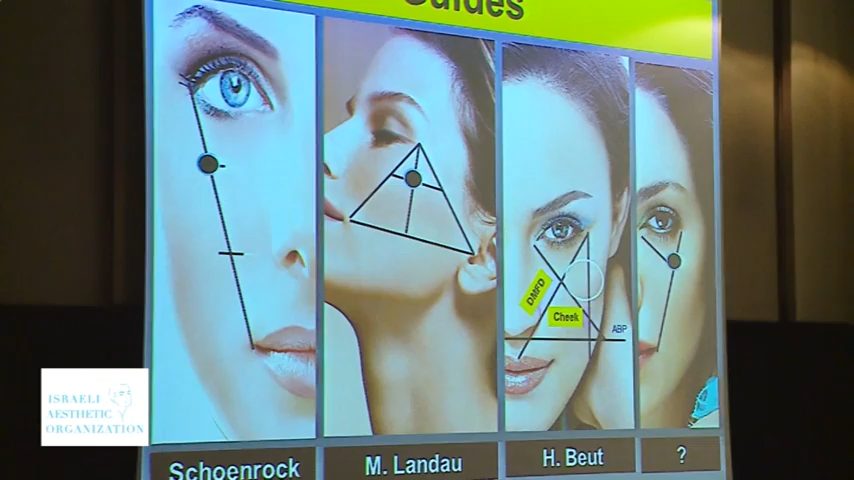 Guides
DMFD
Cheek
ABP
Schoenrock
M. Landau
H. Beut
?
ISRAELI
AESTHETIC
ORGANIZATION